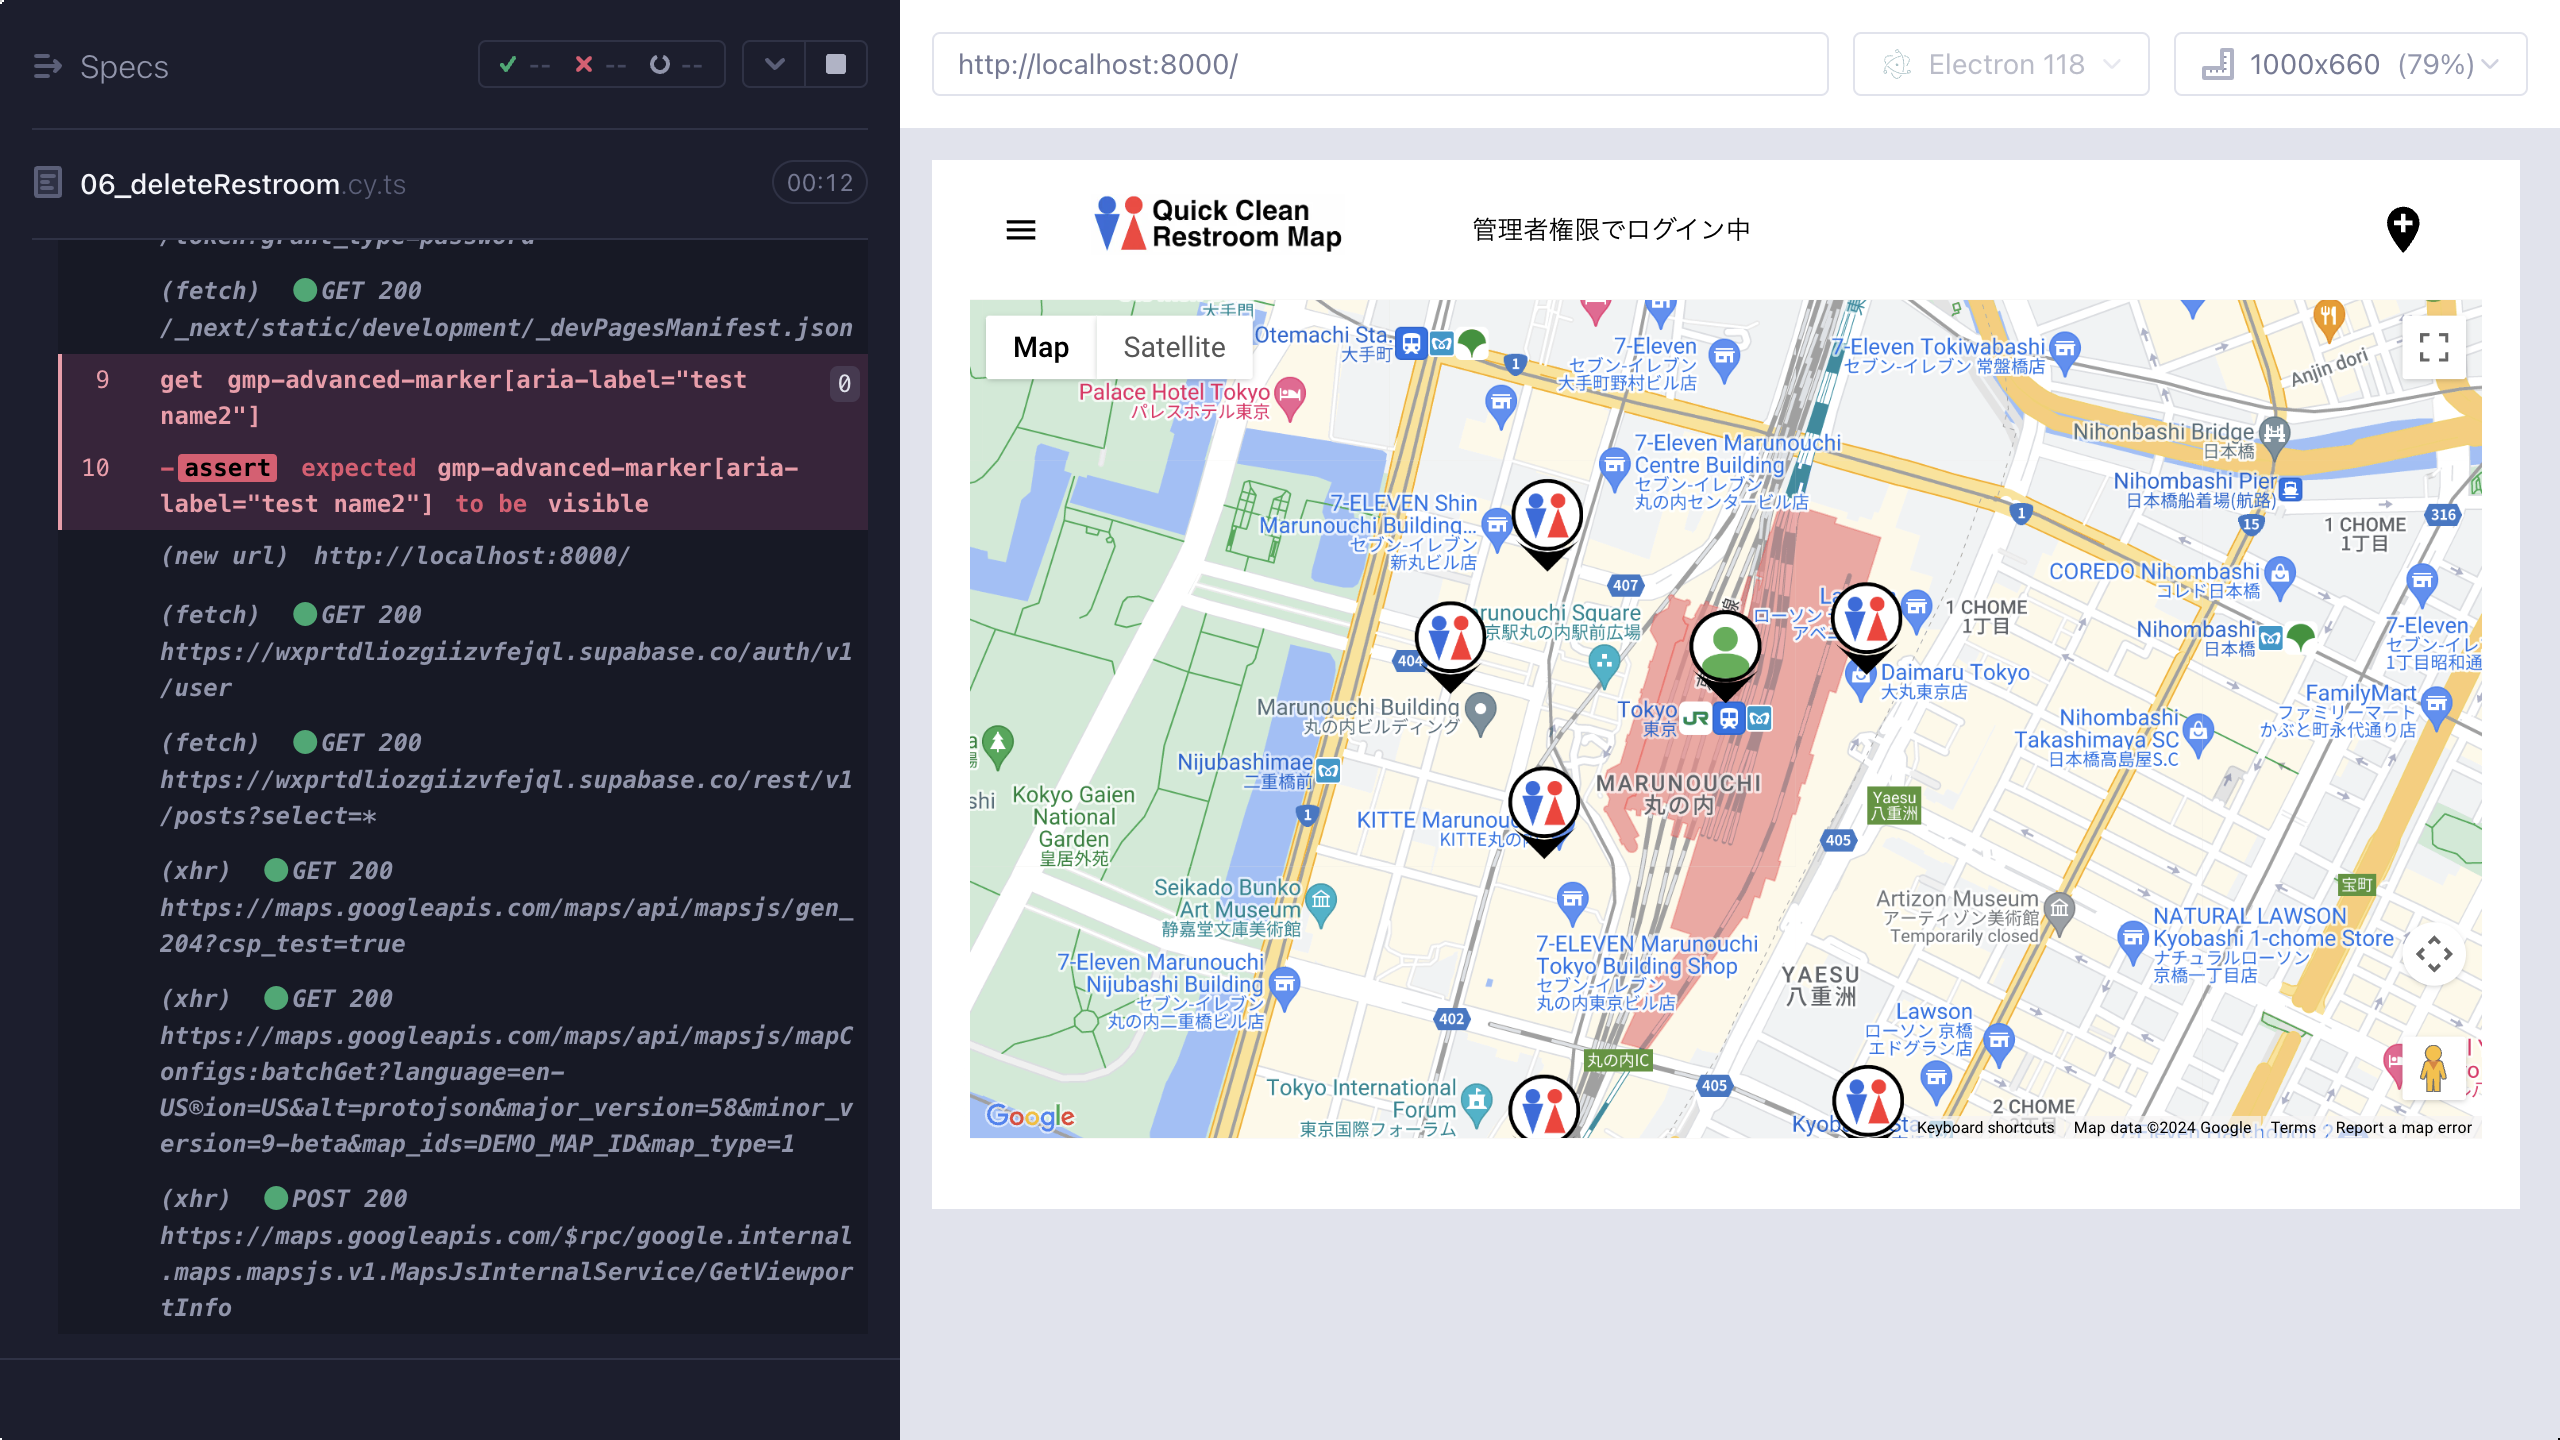 Specs
-- -- --
06_deleteRestroom.cy.ts
00:12
/token?grant_type=password
(fetch) GET 200
/_next/static/development/_devPagesManifest.json
9 get gmp-advanced-marker[aria-label="test
name2"]
0
10 -assert expected gmp-advanced-marker[aria-
label="test name2"] to be visible
(new url) http://localhost:8000/
(fetch) GET 200
https://wxprtdliozgiizvfejql.supabase.co/auth/v1
/user
(fetch) GET 200
https://wxprtdliozgiizvfejql.supabase.co/rest/v1
/posts?select=*
(xhr) GET 200
https://maps.googleapis.com/maps/api/mapsjs/gen_
204?csp_test=true
(xhr) GET 200
https://maps.googleapis.com/maps/api/mapsjs/mapC
onfigs:batchGet?language=en-
US®ion=US&alt=protojson&major_version=58&minor_v
ersion=9-beta&map_ids=DEMO_MAP_ID&map_type=1
(xhr) POST 200
https://maps.googleapis.com/$rpc/google.internal
.maps.mapsjs.v1.MapsJsInternalService/GetViewpor
tInfo
http://localhost:8000/
Electron 118
1000x660 (79%)
Quick Clean
Restroom Map
管理者権限でログイン中
Map
Satellite
大手門
Otemachi Sta.
大手町
1
7-Eleven
セブン-イレブン
大手町野村ビル店
7-Eleven Tokiwabashi
セブン-イレブン 常盤橋店
Anjin dori
Palace Hotel Tokyo
パレスホテル東京
7-Eleven Marunouchi
Centre Building
セブン-イレブン
丸の内センタービル店
Nihonbashi Bridge
日本橋
Nihombashi Pier
日本橋船着場(航路)
7-ELEVEN Shin
Marunouchi Building...
セブン-イレブン
新丸ビル店
1
15
316
1 CHOME
1丁目
407
COREDO Nihombashi
コレド日本橋
runouchi Square
京駅丸の内駅前広場
ローソン
1 CHOME
1丁目
Nihombashi
日本橋
7-Eleven
セブン-イレ
1丁目昭和通
404
Daimaru Tokyo
大丸東京店
Marunouchi Building
丸の内ビルディング
Tokyo
東京
JR
FamilyMart
ファミリーマート
かぶと町永代通り店
Nihombashi
Takashimaya SC
日本橋高島屋S.C
Nijubashimae
二重橋前
MARUNOUCHI
丸の内
shi
Kokyo Gaien
National
Garden
皇居外苑
1
KITTE Marunou
KITTE丸の
Yaesu
八重洲
405
Seikado Bunko
Art Museum
静嘉堂文庫美術館
宝町
Artizon Museum
アーティゾン美術館
Temporarily closed
NATURAL LAWSON
Kyobashi 1-chome Store
ナチュラルローソン
京橋一丁目店
7-ELEVEN Marunouchi
Tokyo Building Shop
セブン-イレブン
丸の内東京ビル店
7-Eleven Marunouchi
Nijubashi Building
セブン-イレブン
丸の内二重橋ビル店
YAESU
八重洲
402
Lawson
ローソン 京橋
エドグラン店
丸の内IC
405
Tokyo International
Forum
東京国際フォーラム
2 CHOME
2丁目
Google
Kyob
Keyboard shortcuts
Map data ©2024 Google
Terms
Report a map error